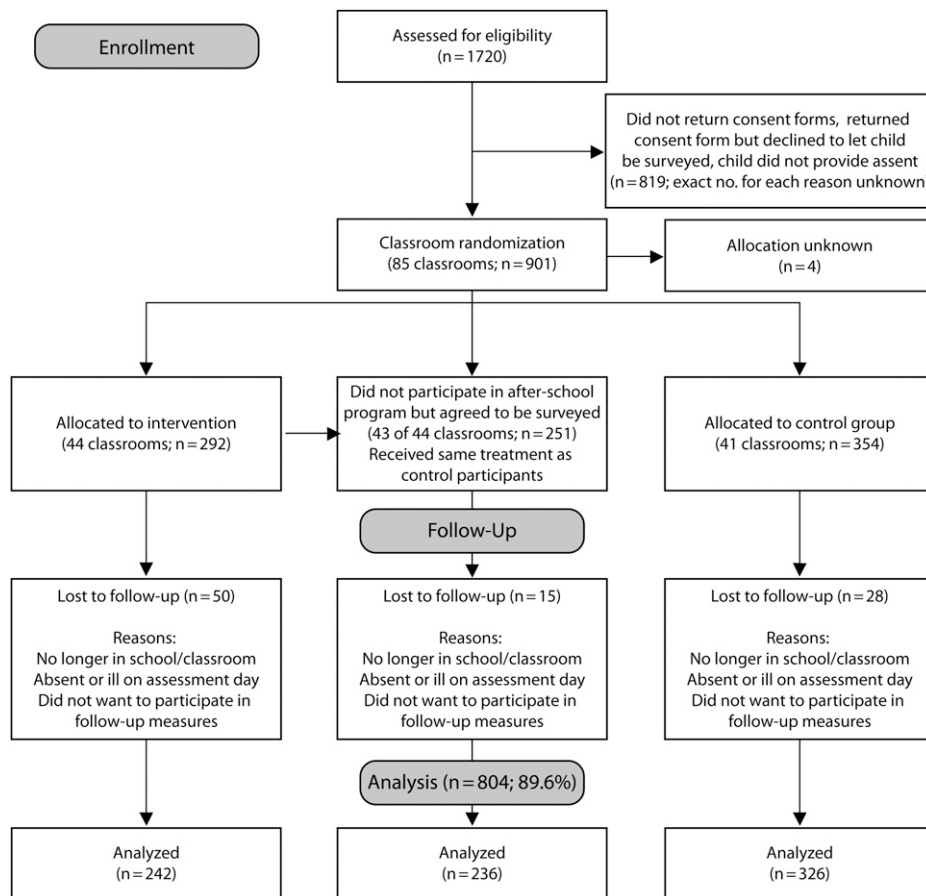 Enrollment
Assessed for eligibility
(n = 1720)
Did not return consent forms, returned
consent form but declined to let child
be surveyed, child did not provide assent
(n = 819; exact no. for each reason unknown)
Classroom randomization
(85 classrooms; n = 901)
Allocation unknown
(n = 4)
Allocated to intervention
(44 classrooms; n = 292)
Did not participate in after-school
program but agreed to be surveyed
(43 of 44 classrooms; n = 251)
Received same treatment as
control participants
Allocated to control group
(41 classrooms; n = 354)
Follow-Up
Lost to follow-up (n = 50)
Reasons:
No longer in school/classroom
Absent or ill on assessment day
Did not want to participate in
follow-up measures
Lost to follow-up (n = 15)
Reasons:
No longer in school/classroom
Absent or ill on assessment day
Did not want to participate in
follow-up measures
Lost to follow-up (n = 28)
Reasons:
No longer in school/classroom
Absent or ill on assessment day
Did not want to participate in
follow-up measures
Analysis (n = 804; 89.6%)
Analyzed
(n = 242)
Analyzed
(n = 236)
Analyzed
(n = 326)